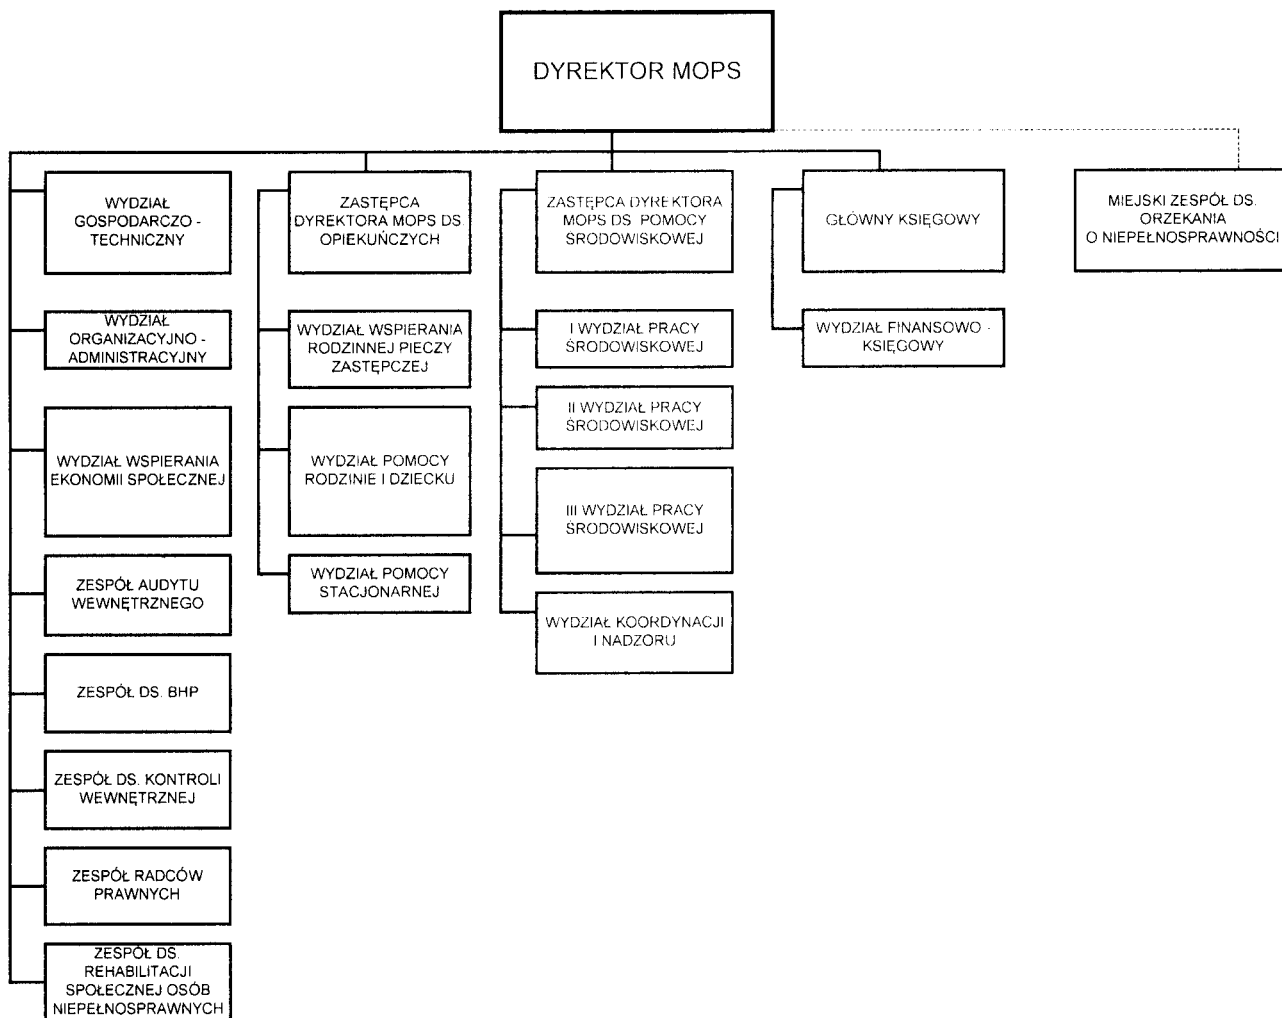 DYREKTOR MOPS
WYDZIAŁ
GOSPODARCZO -
TECHNICZNY
WYDZIAŁ
ORGANIZACYJNO -
ADMINISTRACYJNY
WYDZIAŁ WSPIERANIA
EKONOMII SPOŁECZNEJ
ZESPÓŁ AUDYTU
WEWNĘTRZNEGO
ZESPÓŁ DS. BHP
ZESPÓŁ DS. KONTROLI
WEWNĘTRZNEJ
ZESPÓŁ RADCÓW
PRAWNYCH
ZESPÓŁ DS.
REHABILITACJI
SPOŁECZNEJ OSÓB
NIEPEŁNOSPRAWNYCH
ZASTĘPCA
DYREKTORA MOPS DS.
OPIEKUŃCZYCH
WYDZIAŁ WSPIERANIA
RODZINNEJ PIECZY
ZASTĘPCZEJ
WYDZIAŁ POMOCY
RODZINIE I DZIECKU
WYDZIAŁ POMOCY
STACJONARNEJ
ZASTĘPCA DYREKTORA
MOPS DS. POMOCY
ŚRODOWISKOWEJ
I WYDZIAŁ PRACY
ŚRODOWISKOWEJ
II WYDZIAŁ PRACY
ŚRODOWISKOWEJ
III WYDZIAŁ PRACY
ŚRODOWISKOWEJ
WYDZIAŁ KOORDYNACJI
I NADZORU
GŁÓWNY KSIĘGOWY
WYDZIAŁ FINANSOWO -
KSIĘGOWY
MIEJSKI ZESPÓŁ DS.
ORZEKANIA
O NIEPEŁNOSPRAWNOŚCI